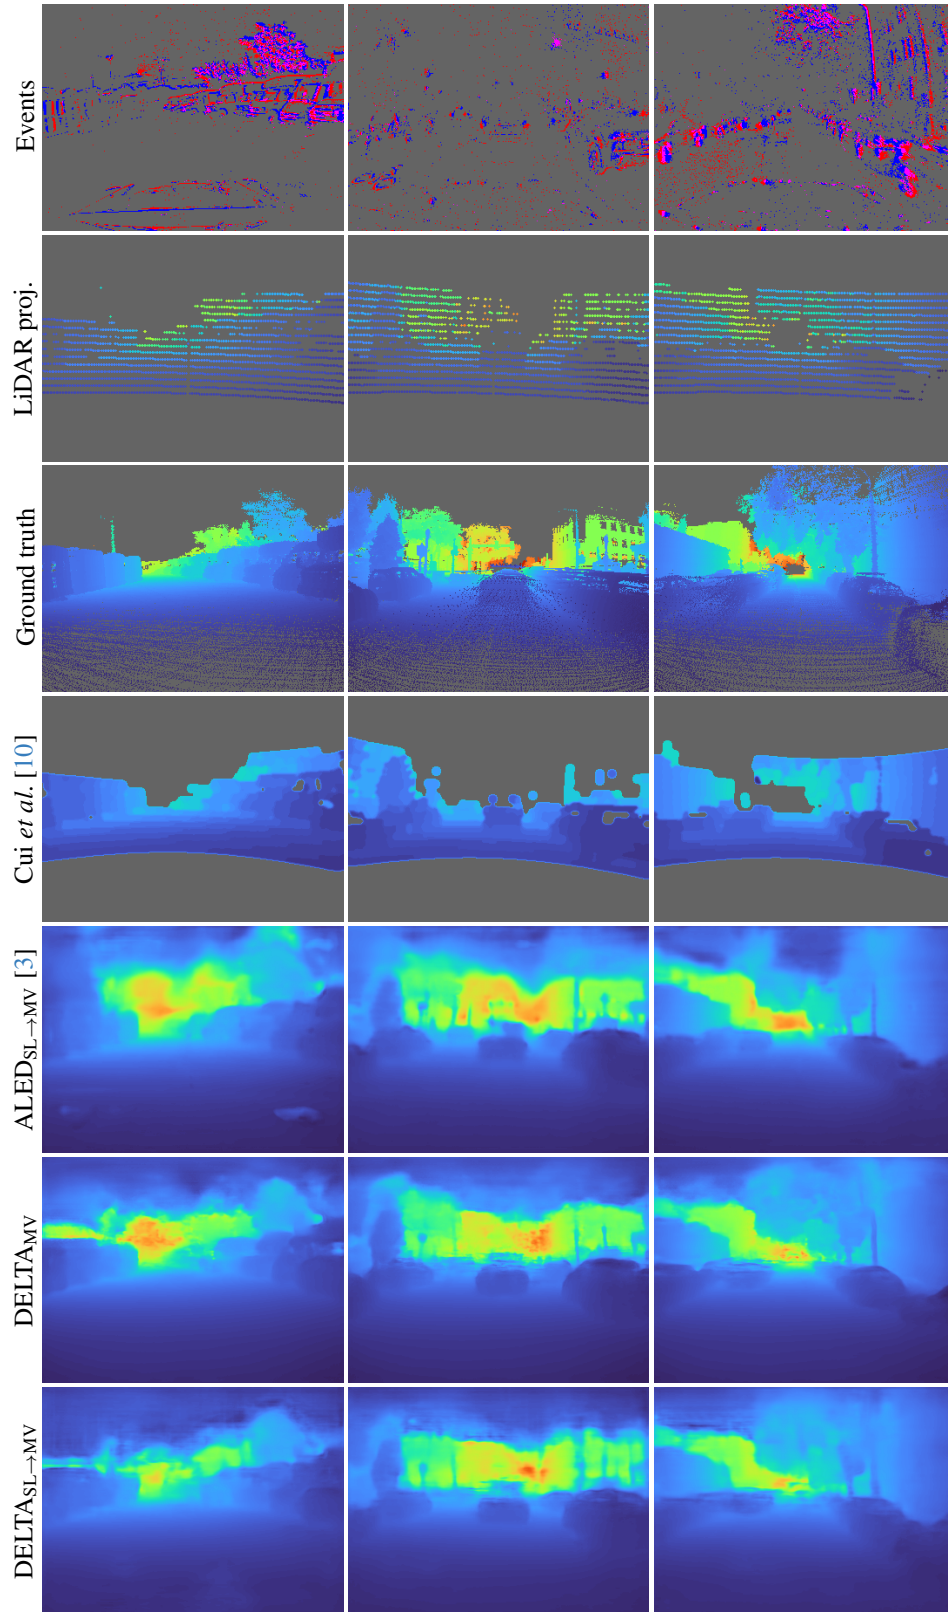 Events
LiDAR proj.
Ground truth
Cui et al. [10]
ALED_SL→MV [3]
DELTA_MV
DELTA_SL→MV